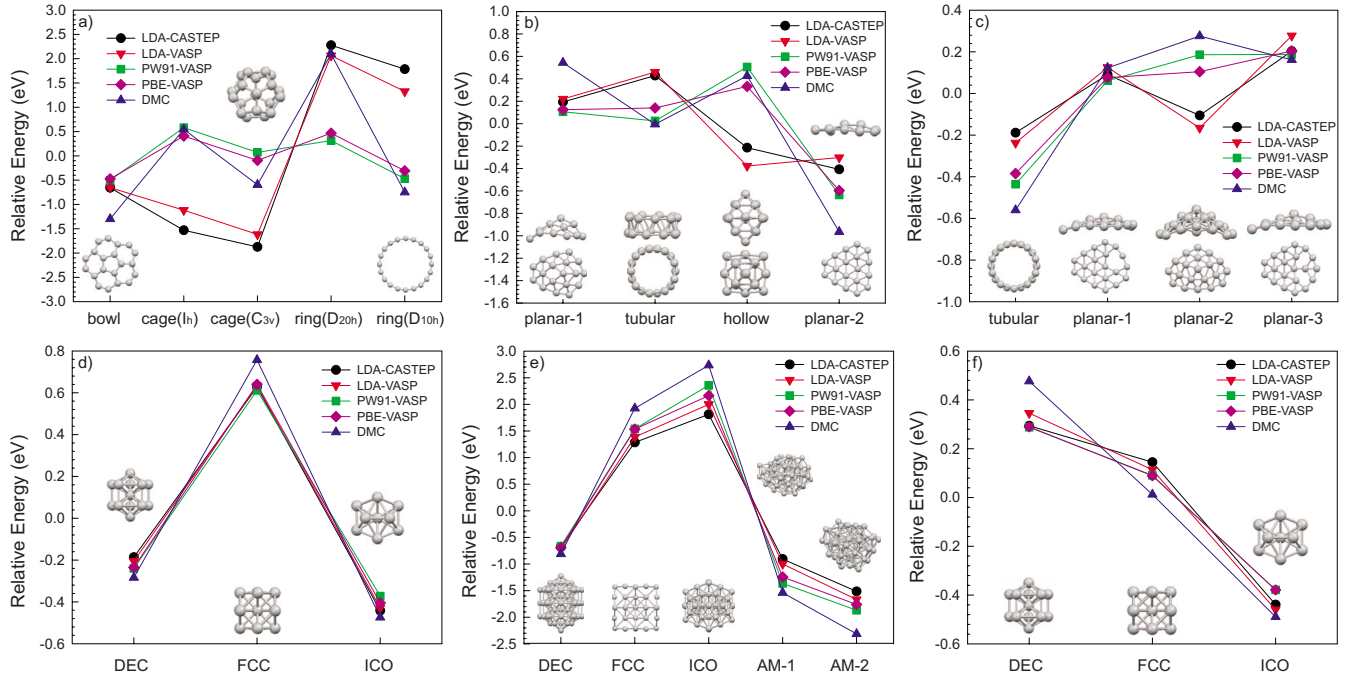 a)
Relative Energy (eV)
3.0
2.5
2.0
1.5
1.0
0.5
0.0
-0.5
-1.0
-1.5
-2.0
-2.5
-3.0
LDA-CASTEP
LDA-VASP
PW91-VASP
PBE-VASP
DMC
bowl cage(Ih) cage(C3v) ring(D20h) ring(D10h)
b)
Relative Energy (eV)
1.0
0.8
0.6
0.4
0.2
0.0
-0.2
-0.4
-0.6
-0.8
-1.0
-1.2
-1.4
-1.6
LDA-CASTEP
LDA-VASP
PW91-VASP
PBE-VASP
DMC
planar-1 tubular hollow planar-2
c)
Relative Energy (eV)
0.4
0.2
0.0
-0.2
-0.4
-0.6
-0.8
-1.0
LDA-CASTEP
LDA-VASP
PW91-VASP
PBE-VASP
DMC
tubular planar-1 planar-2 planar-3
d)
Relative Energy (eV)
0.8
0.6
0.4
0.2
0.0
-0.2
-0.4
-0.6
LDA-CASTEP
LDA-VASP
PW91-VASP
PBE-VASP
DMC
DEC FCC ICO
e)
Relative Energy (eV)
3.0
2.5
2.0
1.5
1.0
0.5
0.0
-0.5
-1.0
-1.5
-2.0
-2.5
LDA-CASTEP
LDA-VASP
PW91-VASP
PBE-VASP
DMC
DEC FCC ICO AM-1 AM-2
f)
Relative Energy (eV)
0.6
0.4
0.2
0.0
-0.2
-0.4
-0.6
LDA-CASTEP
LDA-VASP
PW91-VASP
PBE-VASP
DMC
DEC FCC ICO